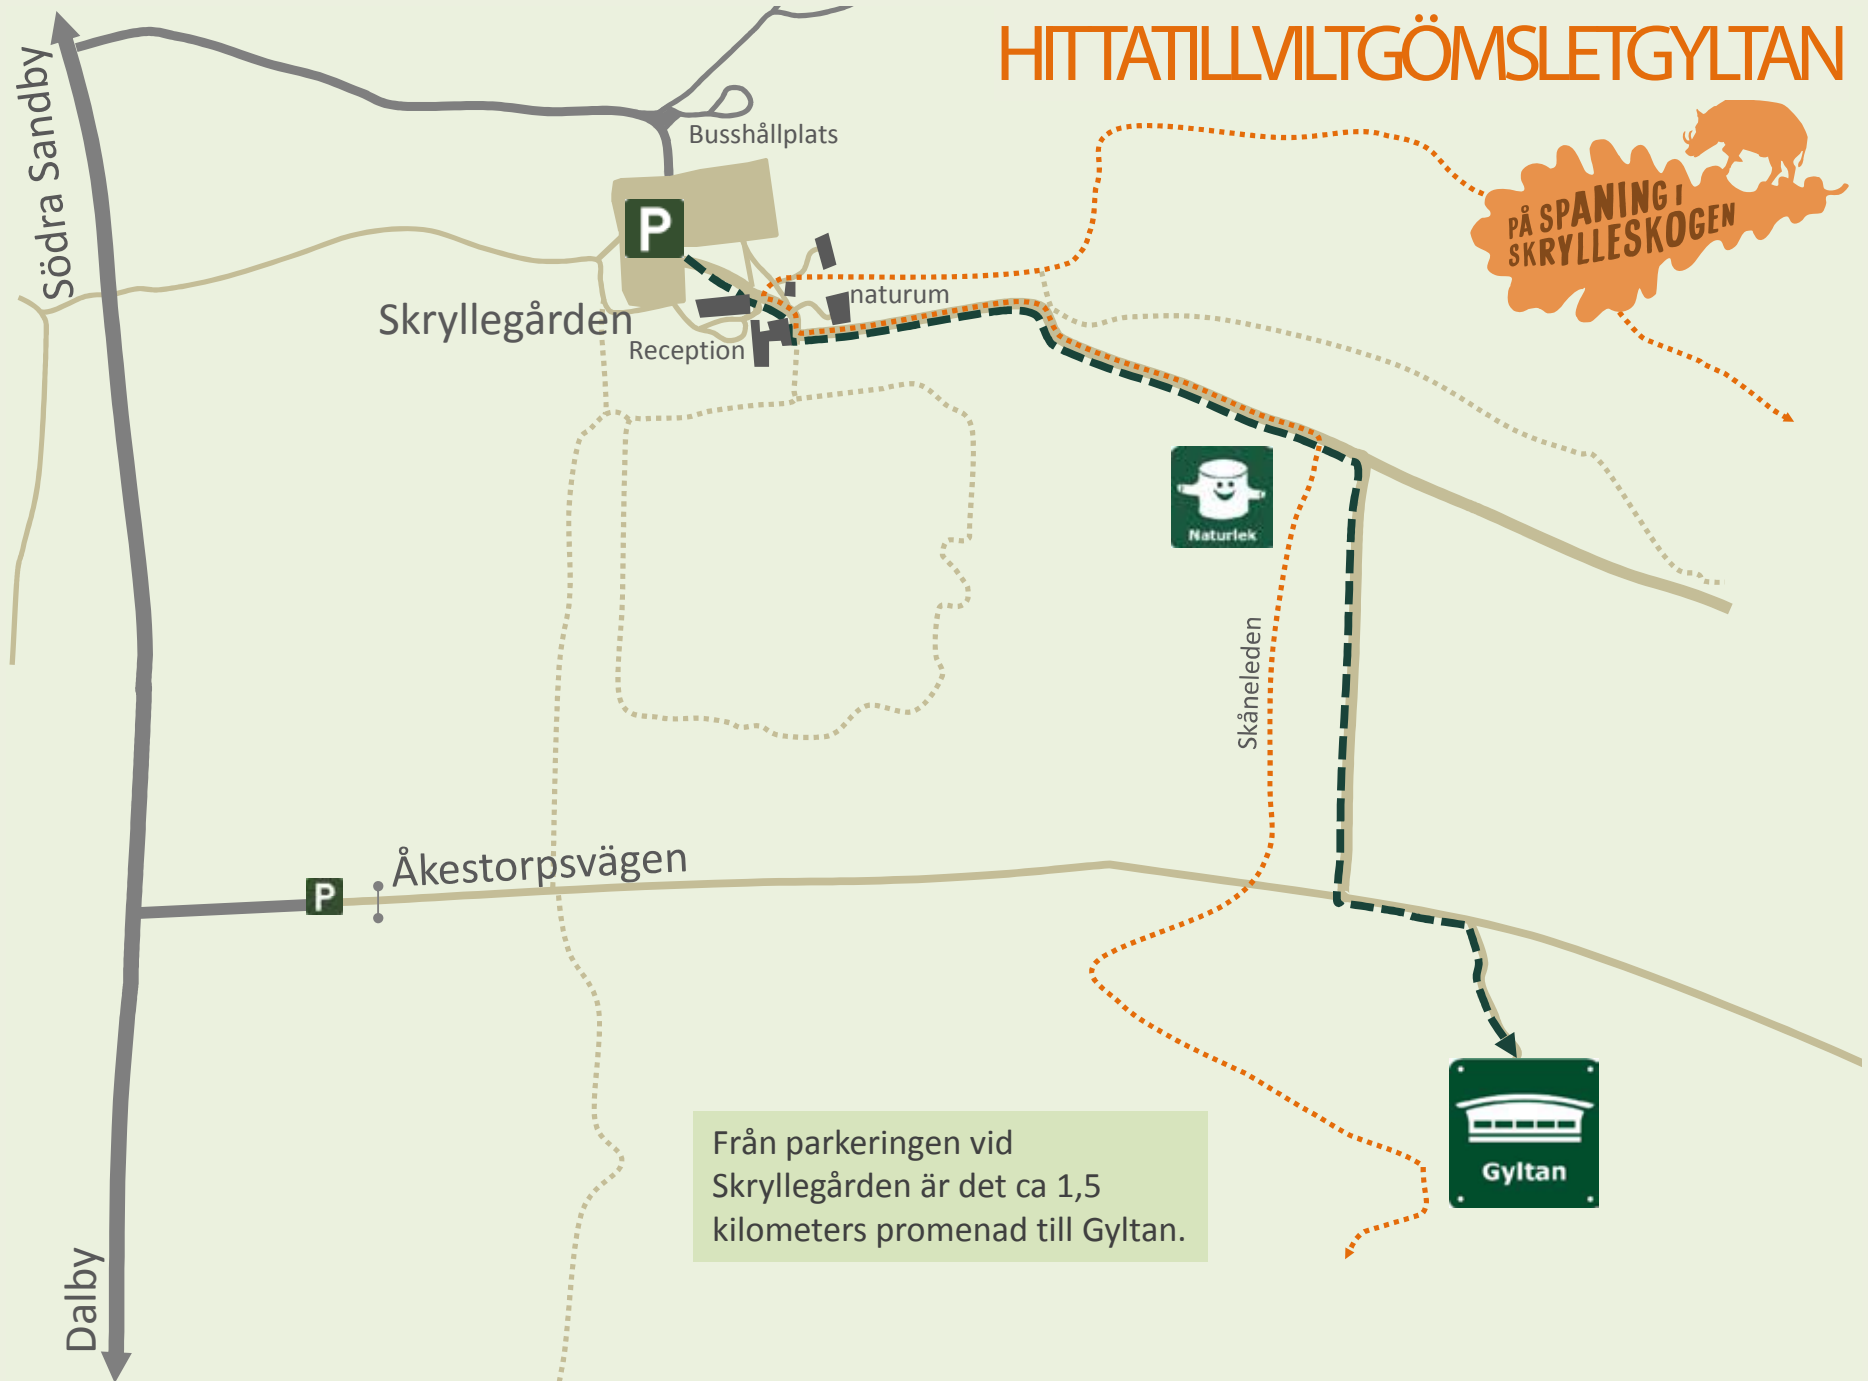 HITTATILLVILTGÖMSLETGYLTAN
Södra Sandby
Busshållplats
PÅ SPANING I
SKRYLLESKOGEN
P
naturum
Skryllegården
Reception
Naturlek
Skåneleden
Åkestorpsvägen
P
Från parkeringen vid
Skryllegården är det ca 1,5
kilometers promenad till Gyltan.
Gyltan
Dalby